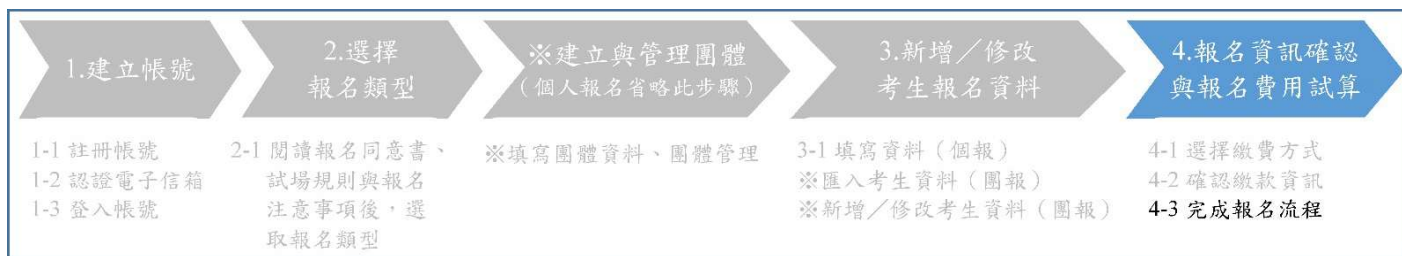 1.建立帳號
2.選擇
報名類型
※建立與管理團體
（個人報名省略此步驟）
3.新增／修改
考生報名資料
4.報名資訊確認
與報名費用試算
1-1 註冊帳號
1-2 認證電子信箱
1-3 登入帳號
2-1 閱讀報名同意書、
試場規則與報名
注意事項後，選
取報名類型
※填寫團體資料、團體管理
3-1 填寫資料（個報）
※匯入考生資料（團報）
※新增／修改考生資料（團報）
4-1 選擇繳費方式
4-2 確認繳款資訊
4-3 完成報名流程